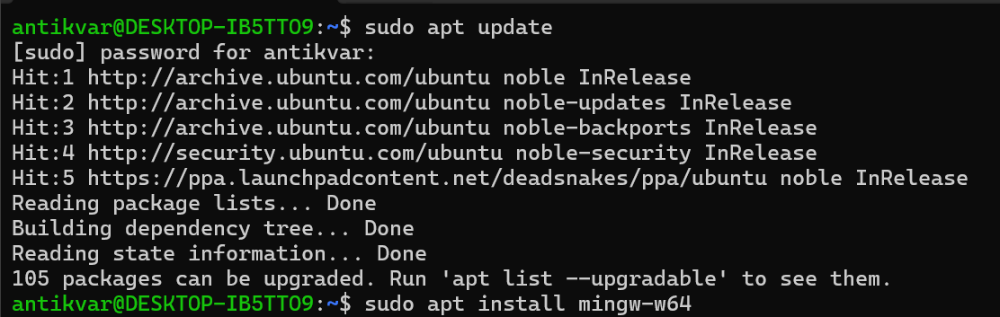 antikvar@DESKTOP-IB5TTO9:~$ sudo apt update
[sudo] password for antikvar:
Hit:1 http://archive.ubuntu.com/ubuntu noble InRelease
Hit:2 http://archive.ubuntu.com/ubuntu noble-updates InRelease
Hit:3 http://archive.ubuntu.com/ubuntu noble-backports InRelease
Hit:4 http://security.ubuntu.com/ubuntu noble-security InRelease
Hit:5 https://ppa.launchpadcontent.net/deadsnakes/ppa/ubuntu noble InRelease
Reading package lists... Done
Building dependency tree... Done
Reading state information... Done
105 packages can be upgraded. Run 'apt list --upgradable' to see them.
antikvar@DESKTOP-IB5TTO9:~$ sudo apt install mingw-w64